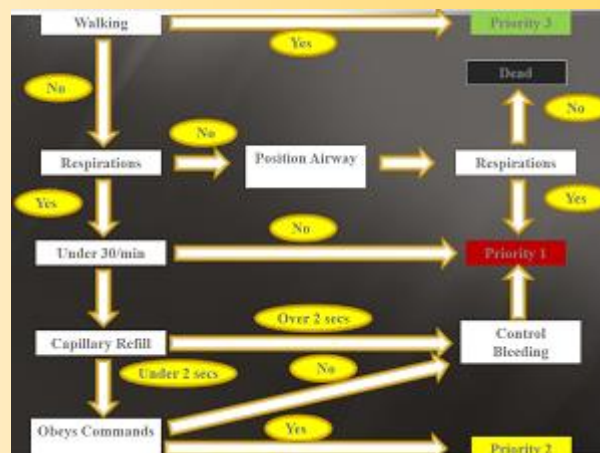 Walking
Yes
Priority 3
No
Dead
No
No
Respirations
Position Airway
Respirations
Yes
Yes
Under 30/min
No
Priority 1
Over 2 secs
Capillary Refill
Control
Bleeding
Under 2 secs
No
Obeys Commands
Yes
Priority 2